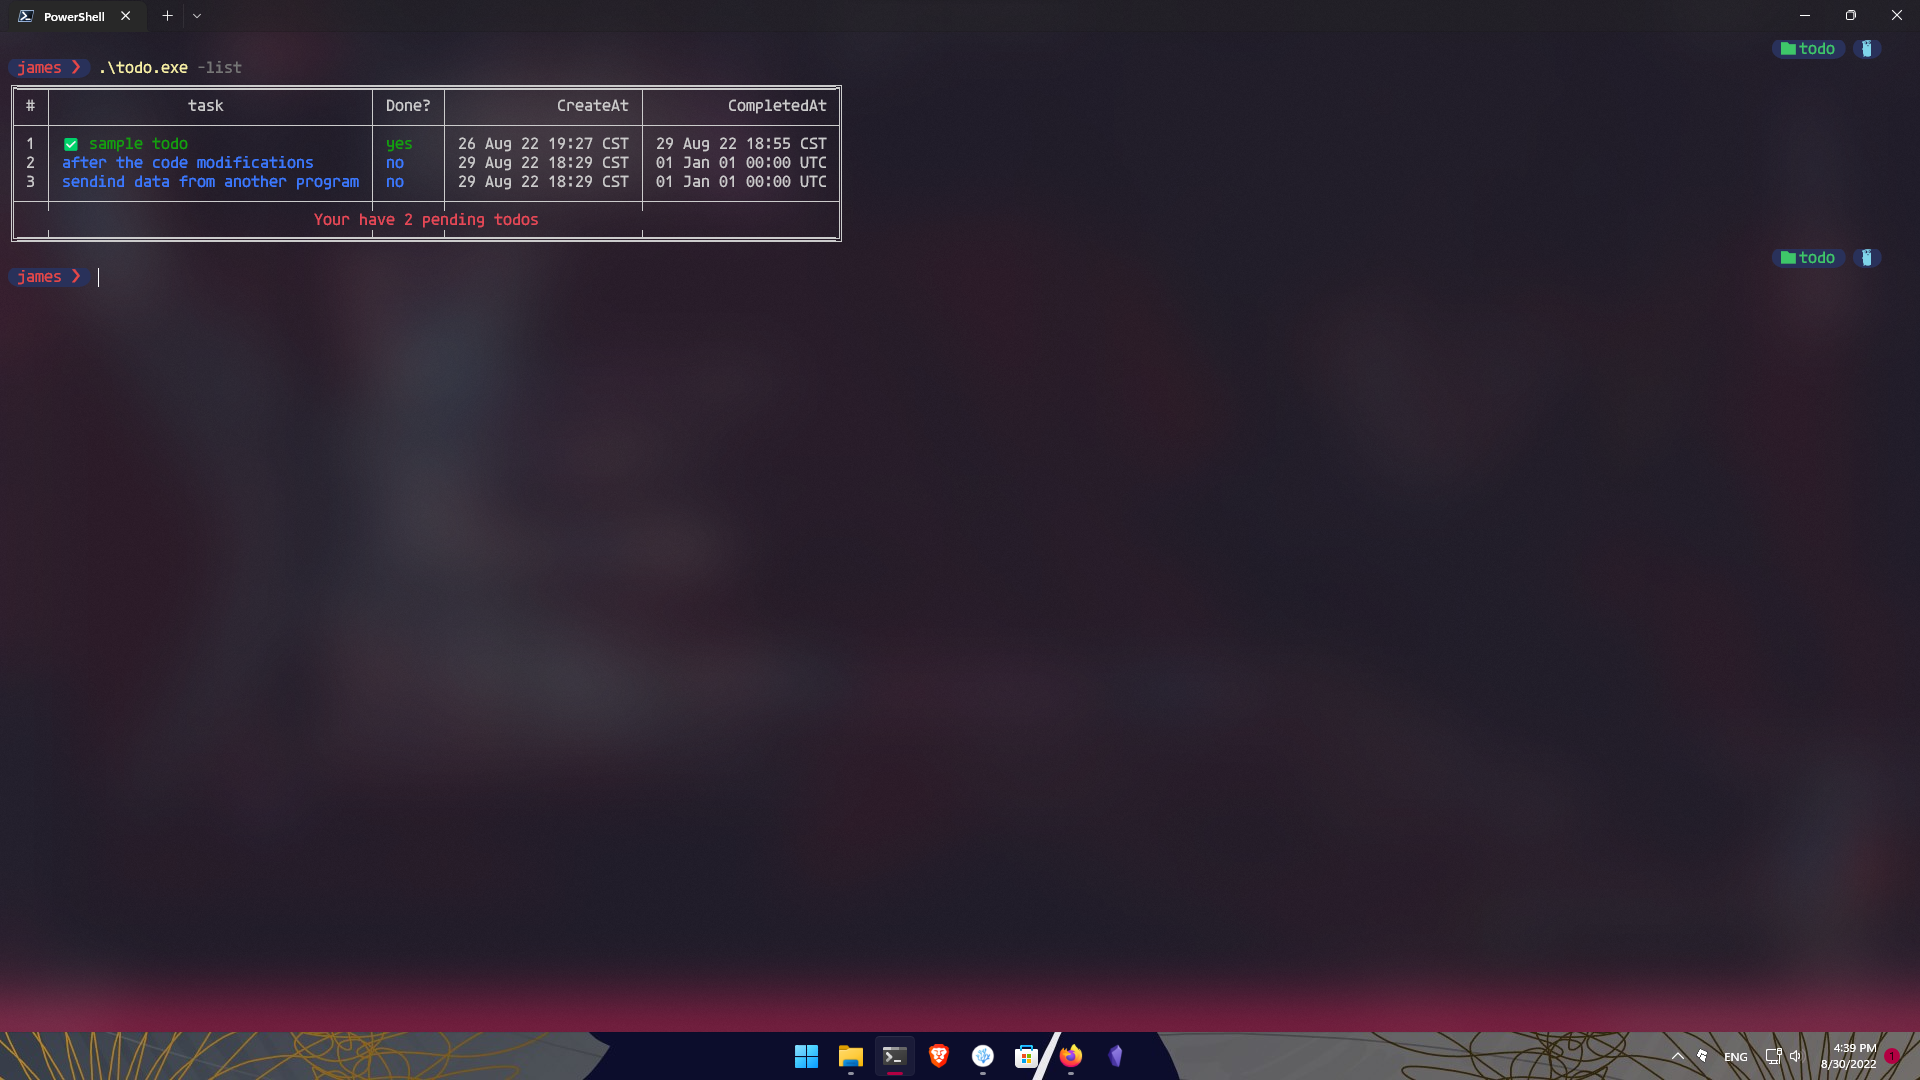 PowerShell
todo
james ❯ .\todo.exe -list
# task Done? CreateAt CompletedAt
1 ✅ sample todo yes 26 Aug 22 19:27 CST 29 Aug 22 18:55 CST
2 after the code modifications no 29 Aug 22 18:29 CST 01 Jan 01 00:00 UTC
3 sendind data from another program no 29 Aug 22 18:29 CST 01 Jan 01 00:00 UTC
Your have 2 pending todos
todo
james ❯
ENG
4:39 PM
8/30/2022
1